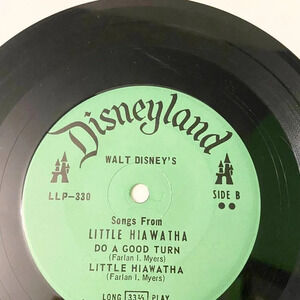 Disneyland
WALT DISNEY'S
LLP-330
SIDE B
Songs From
LITTLE HIAWATHA
DO A GOOD TURN
(Farlan I. Myers)
LITTLE HIAWATHA
(Farlan I. Myers)
LONG 33⅓ PLAY